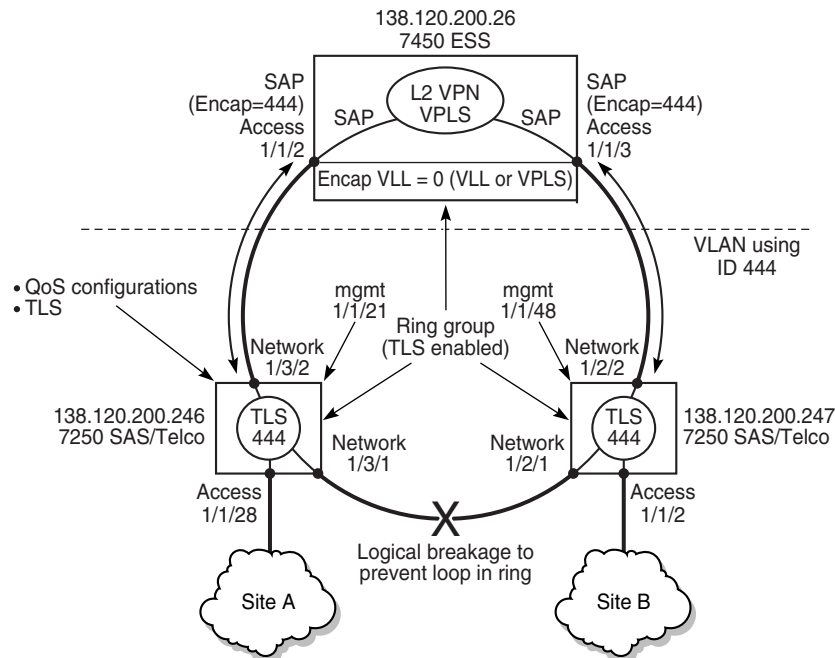 138.120.200.26
7450 ESS
SAP
(Encap=444)
Access
1/1/2
SAP
L2 VPN
VPLS
SAP
SAP
(Encap=444)
Access
1/1/3
Encap VLL = 0 (VLL or VPLS)
VLAN using
ID 444
• QoS configurations
• TLS
mgmt
1/1/21
Ring group
(TLS enabled)
mgmt
1/1/48
Network
1/3/2
Network
1/2/2
138.120.200.246
7250 SAS/Telco
TLS
444
Network
1/3/1
Network
1/2/1
TLS
444
138.120.200.247
7250 SAS/Telco
Access
1/1/28
X
Access
1/1/2
Logical breakage to
prevent loop in ring
Site A
Site B